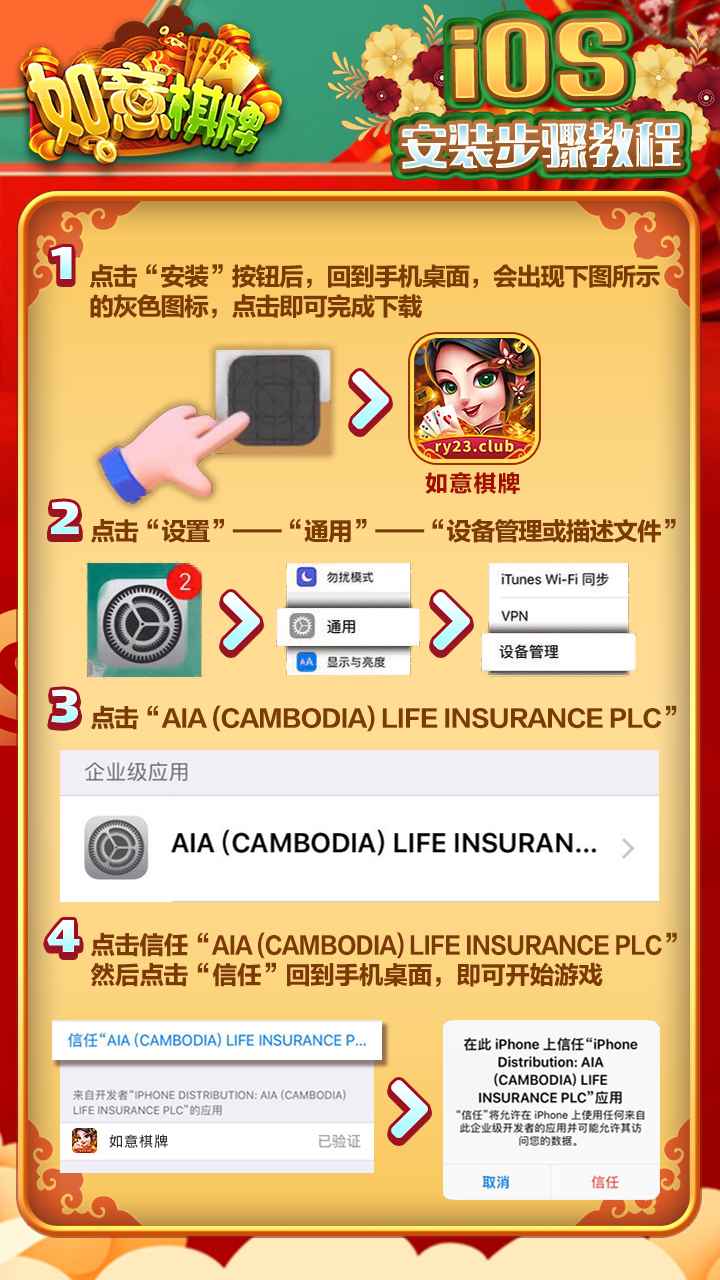 如意棋牌
iOS
安装步骤教程
1
点击“安装”按钮后，回到手机桌面，会出现下图所示
的灰色图标，点击即可完成下载
ry23.club
如意棋牌
2
点击“设置”——“通用”——“设备管理或描述文件”
2
勿扰模式
通用
AA 显示与亮度
iTunes Wi-Fi 同步
VPN
设备管理
3
点击“AIA (CAMBODIA) LIFE INSURANCE PLC”
企业级应用
AIA (CAMBODIA) LIFE INSURAN...
4
点击信任“AIA (CAMBODIA) LIFE INSURANCE PLC”
然后点击“信任”回到手机桌面，即可开始游戏
信任“AIA (CAMBODIA) LIFE INSURANCE P...
来自开发者“IPHONE DISTRIBUTION: AIA (CAMBODIA)
LIFE INSURANCE PLC”的应用
如意棋牌 已验证
在此 iPhone 上信任“iPhone
Distribution: AIA
(CAMBODIA) LIFE
INSURANCE PLC”应用
“信任”将允许在 iPhone 上使用任何来自
此企业级开发者的应用并可能允许其访
问您的数据。
取消 信任